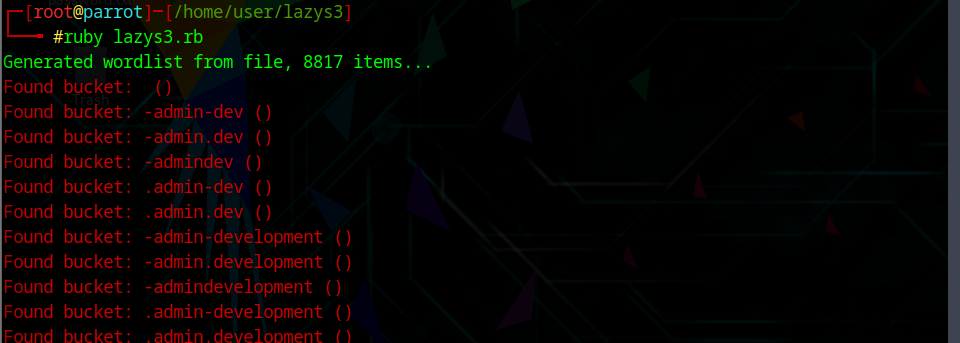 ┌─[root@parrot]─[/home/user/lazys3]
└──╼ #ruby lazys3.rb
Generated wordlist from file, 8817 items...
Found bucket:  ()
Found bucket: -admin-dev ()
Found bucket: -admin.dev ()
Found bucket: -admindev ()
Found bucket: .admin-dev ()
Found bucket: .admin.dev ()
Found bucket: -admin-development ()
Found bucket: -admin.development ()
Found bucket: -admindevelopment ()
Found bucket: .admin-development ()
Found bucket: .admin.development ()
Trash